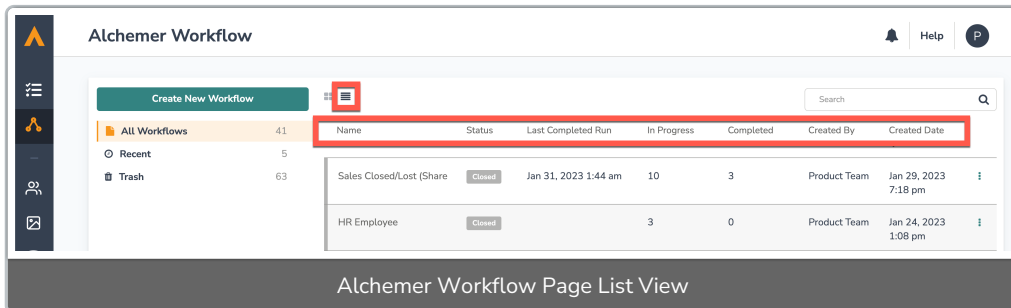 Alchemer Workflow
Help
P
Create New Workflow
Search
All Workflows 41
Recent 5
Trash 63
Name Status Last Completed Run In Progress Completed Created By Created Date
Sales Closed/Lost (Share Closed Jan 31, 2023 1:44 am 10 3 Product Team Jan 29, 2023
7:18 pm
HR Employee Closed 3 0 Product Team Jan 24, 2023
1:08 pm
Alchemer Workflow Page List View